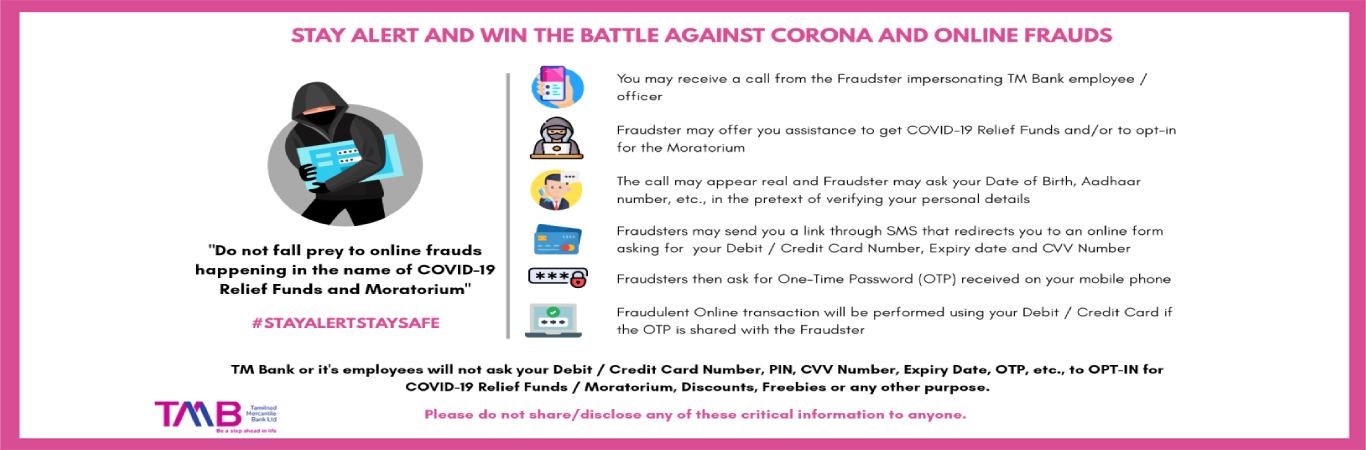 STAY ALERT AND WIN THE BATTLE AGAINST CORONA AND ONLINE FRAUDS
"Do not fall prey to online frauds
happening in the name of COVID-19
Relief Funds and Moratorium"
#STAYALERTSTAYSAFE
You may receive a call from the Fraudster impersonating TM Bank employee /
officer
Fraudster may offer you assistance to get COVID-19 Relief Funds and/or to opt-in
for the Moratorium
The call may appear real and Fraudster may ask your Date of Birth, Aadhaar
number, etc., in the pretext of verifying your personal details
Fraudsters may send you a link through SMS that redirects you to an online form
asking for your Debit / Credit Card Number, Expiry date and CVV Number
Fraudsters then ask for One-Time Password (OTP) received on your mobile phone
Fraudulent Online transaction will be performed using your Debit / Credit Card if
the OTP is shared with the Fraudster
TM Bank or it's employees will not ask your Debit / Credit Card Number, PIN, CVV Number, Expiry Date, OTP, etc., to OPT-IN for
COVID-19 Relief Funds / Moratorium, Discounts, Freebies or any other purpose.
Please do not share/disclose any of these critical information to anyone.
TMB
Tamilnad
Mercantile
Bank Ltd
Be a step ahead in life